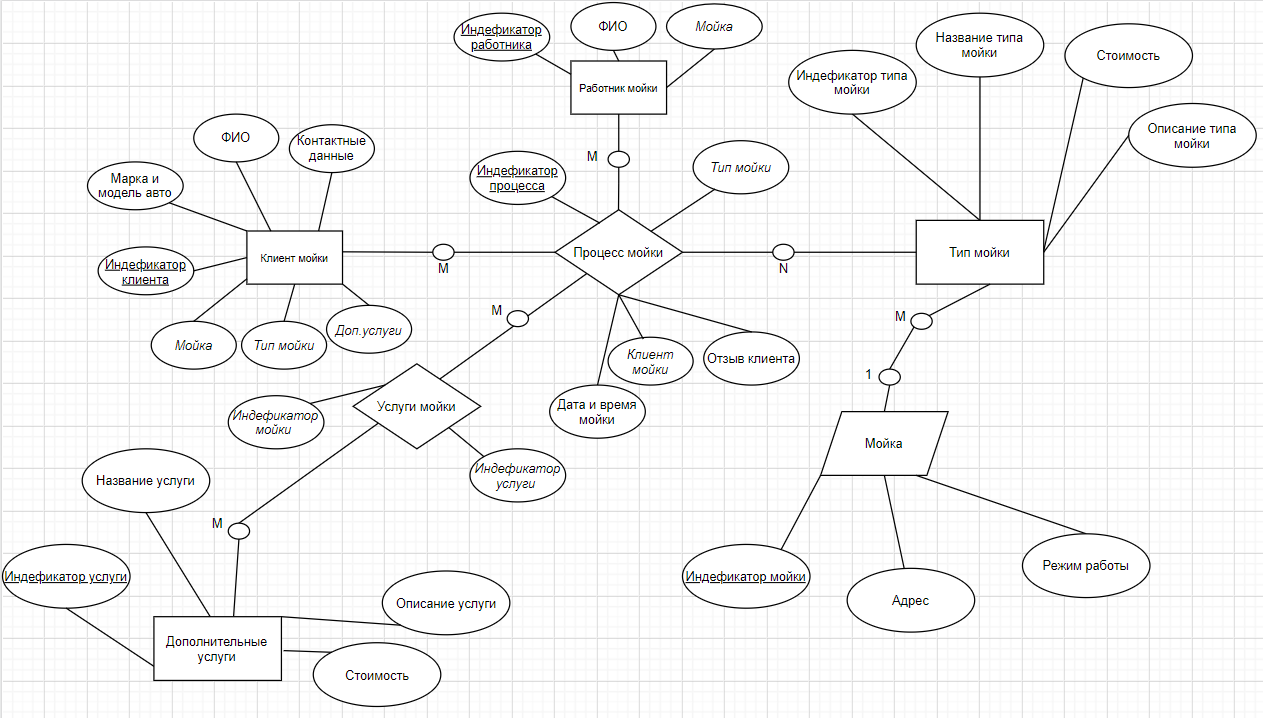 Индефикатор
работника
ФИО
Мойка
Работник мойки
М
Индефикатор типа
мойки
Название типа
мойки
Стоимость
Описание типа
мойки
Тип мойки
ФИО
Контактные
данные
Марка и
модель авто
Индефикатор
клиента
Клиент мойки
Мойка
Тип мойки
Доп.услуги
М
Индефикатор
процесса
Тип мойки
Процесс мойки
N
М
Клиент
мойки
Отзыв клиента
Дата и время
мойки
Услуги мойки
Индефикатор
мойки
Индефикатор
услуги
М
1
Мойка
Индефикатор мойки
Адрес
Режим работы
Название услуги
М
Индефикатор услуги
Дополнительные
услуги
Описание услуги
Стоимость